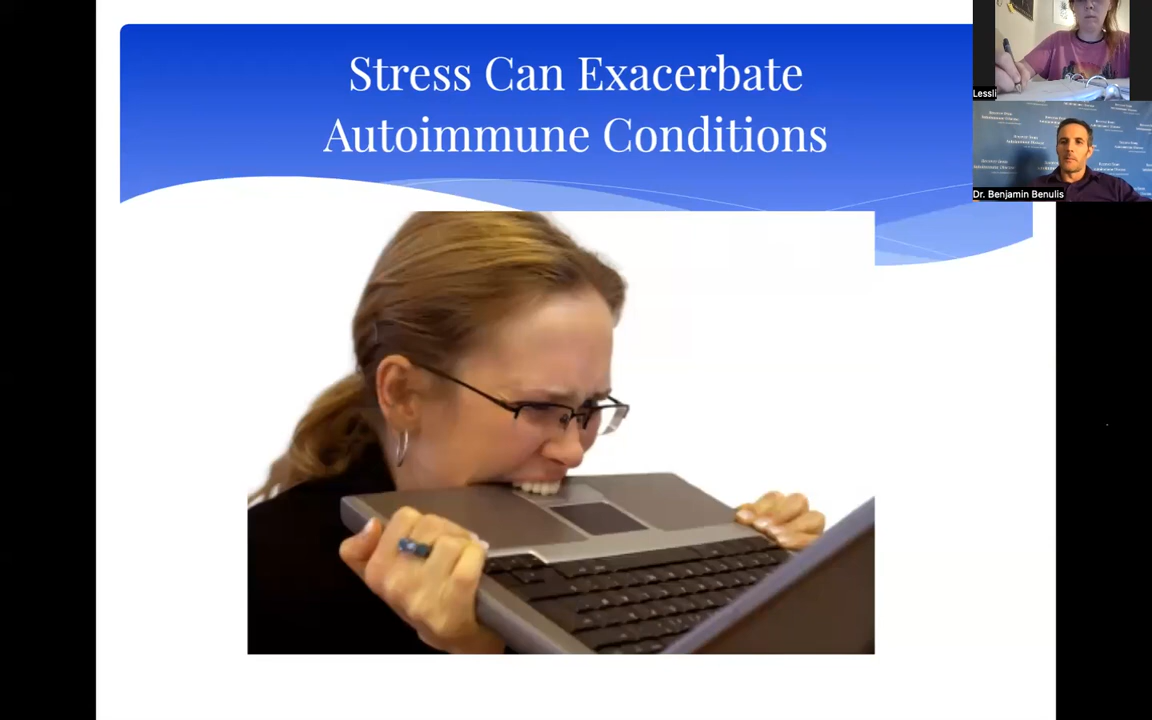 Stress Can Exacerbate
Autoimmune Conditions
Lessli
Dr. Benjamin Benulis